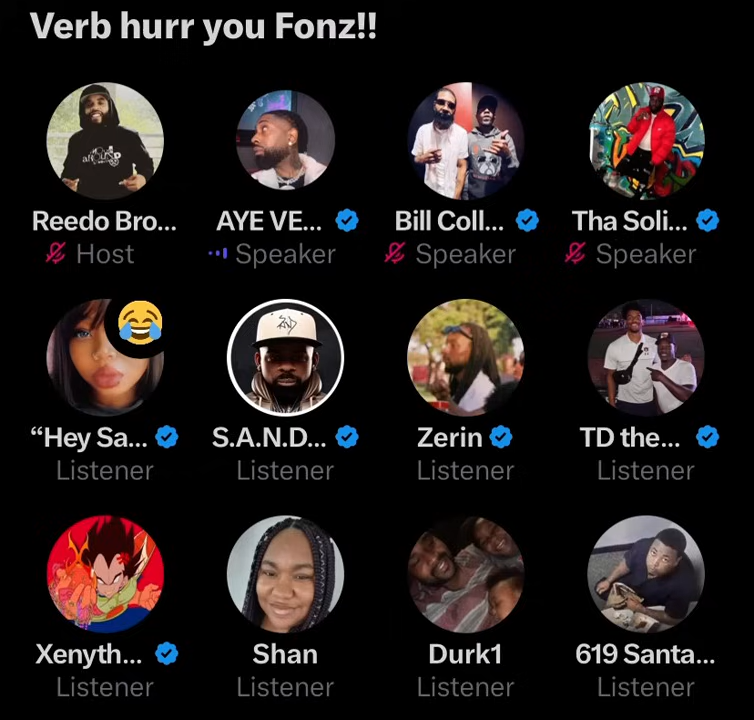 Verb hurr you Fonz!!
Reedo Bro... AYE VE... Bill Coll... Tha Soli...
Host Speaker Speaker Speaker
“Hey Sa... S.A.N.D... Zerin TD the...
Listener Listener Listener Listener
Xenyth... Shan Durk1 619 Santa...
Listener Listener Listener Listener